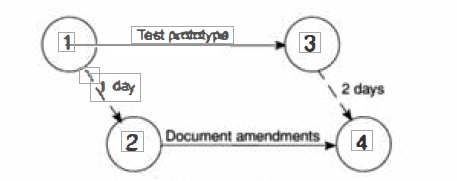 1
Test prototype
3
1 day
2 days
2
Document amendments
4